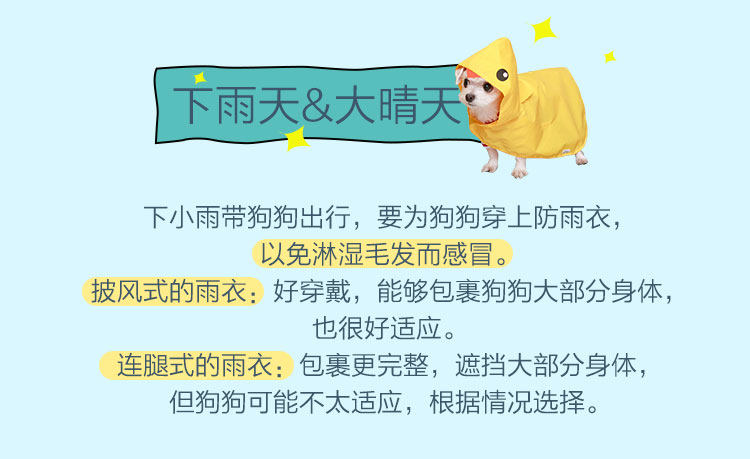 下雨天&大晴天
下小雨带狗狗出行，要为狗狗穿上防雨衣，
以免淋湿毛发而感冒。
披风式的雨衣：好穿戴，能够包裹狗狗大部分身体，
也很好适应。
连腿式的雨衣：包裹更完整，遮挡大部分身体，
但狗狗可能不太适应，根据情况选择。